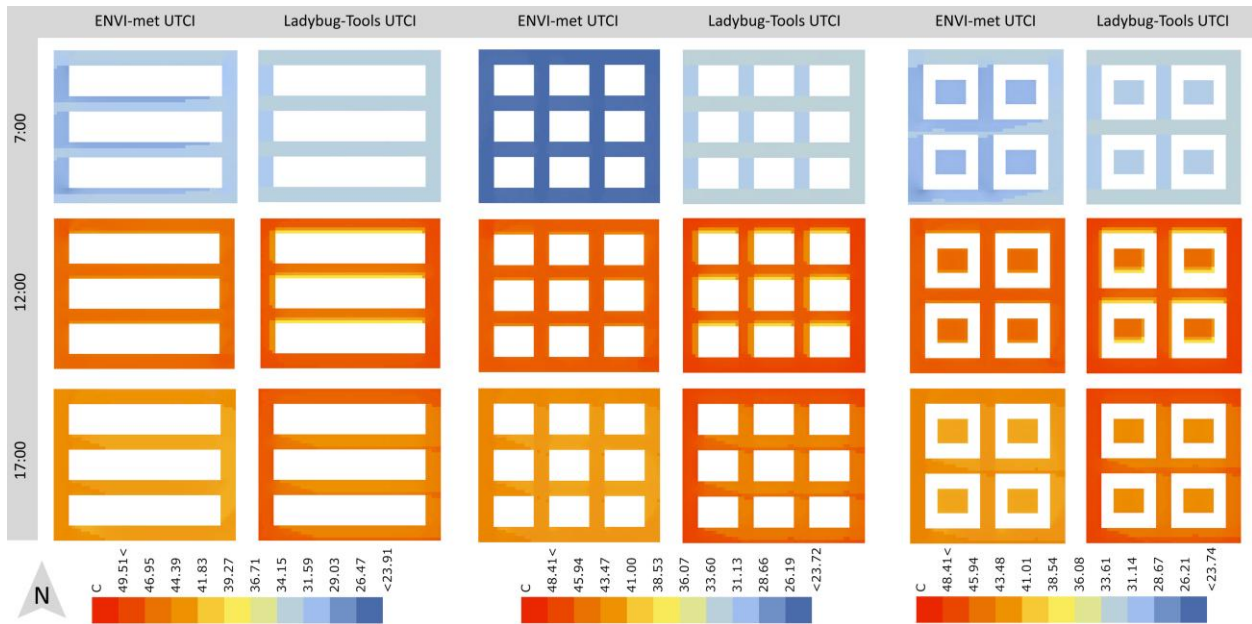 ENVI-met UTCI Ladybug-Tools UTCI ENVI-met UTCI Ladybug-Tools UTCI ENVI-met UTCI Ladybug-Tools UTCI
7:00
12:00
17:00
N
C 49.51< 46.95 44.39 41.83 39.27 36.71 34.15 31.59 29.03 26.47 <23.91
C 48.41< 45.94 43.47 41.00 38.53 36.07 33.60 31.13 28.66 26.19 <23.72
C 48.41< 45.94 43.48 41.01 38.54 36.08 33.61 31.14 28.67 26.21 <23.74